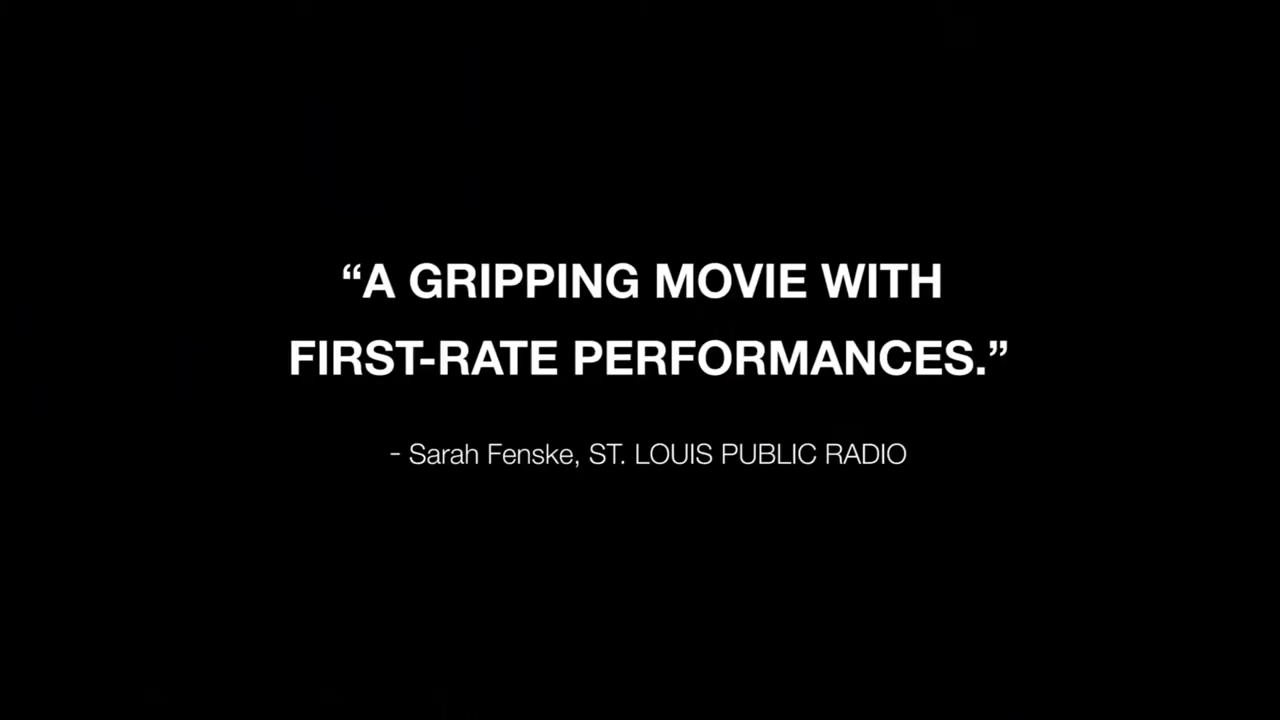 “A GRIPPING MOVIE WITH
FIRST-RATE PERFORMANCES.”
- Sarah Fenske, ST. LOUIS PUBLIC RADIO